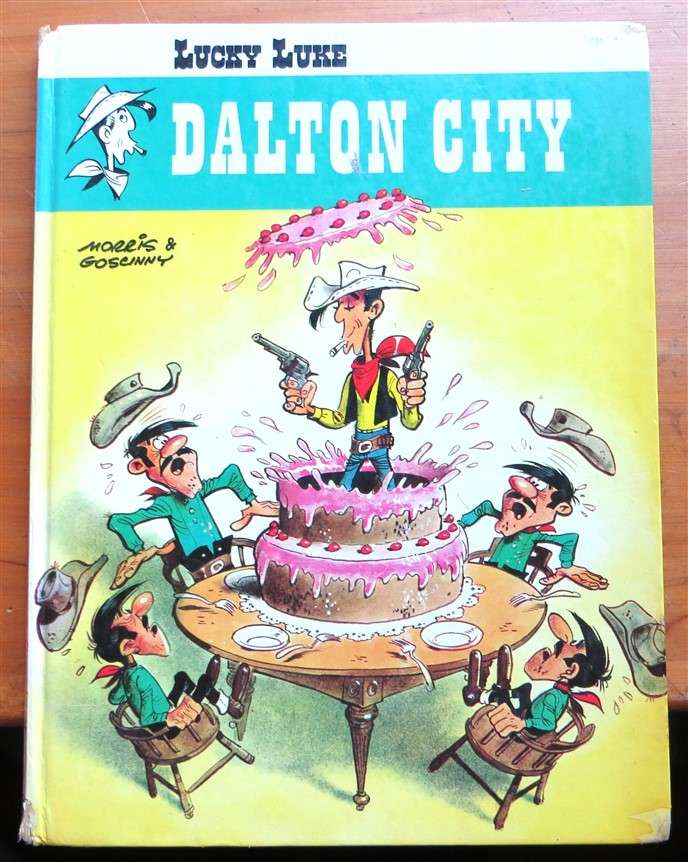 LUCKY LUKE
DALTON CITY
MORRIS &
GOSCINNY